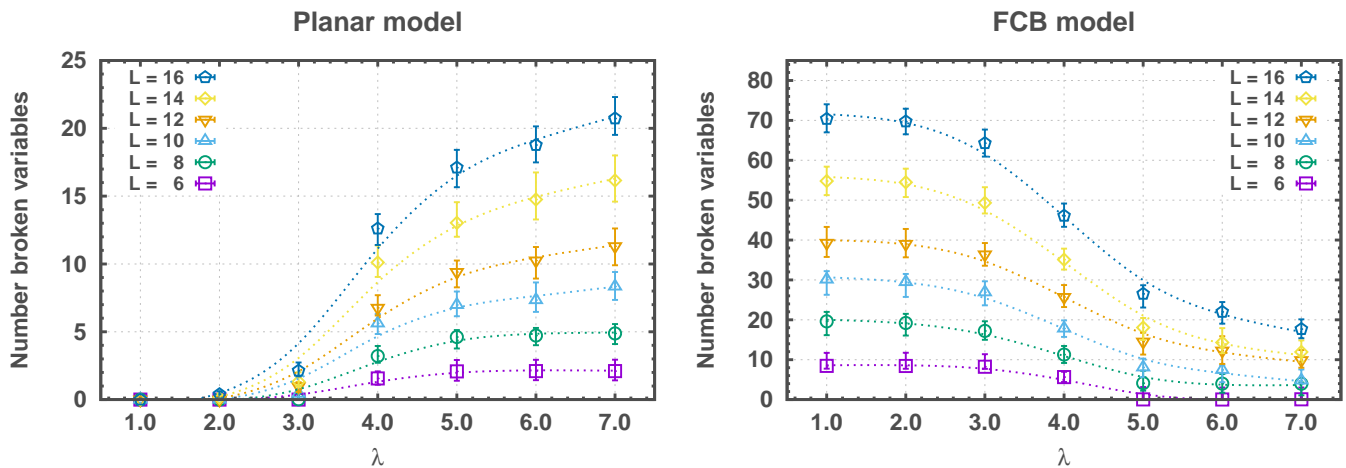 Planar model
Number broken variables
25
20
15
10
5
0
L = 16
L = 14
L = 12
L = 10
L = 8
L = 6
1.0 2.0 3.0 4.0 5.0 6.0 7.0
λ
FCB model
Number broken variables
80
70
60
50
40
30
20
10
0
L = 16
L = 14
L = 12
L = 10
L = 8
L = 6
1.0 2.0 3.0 4.0 5.0 6.0 7.0
λ